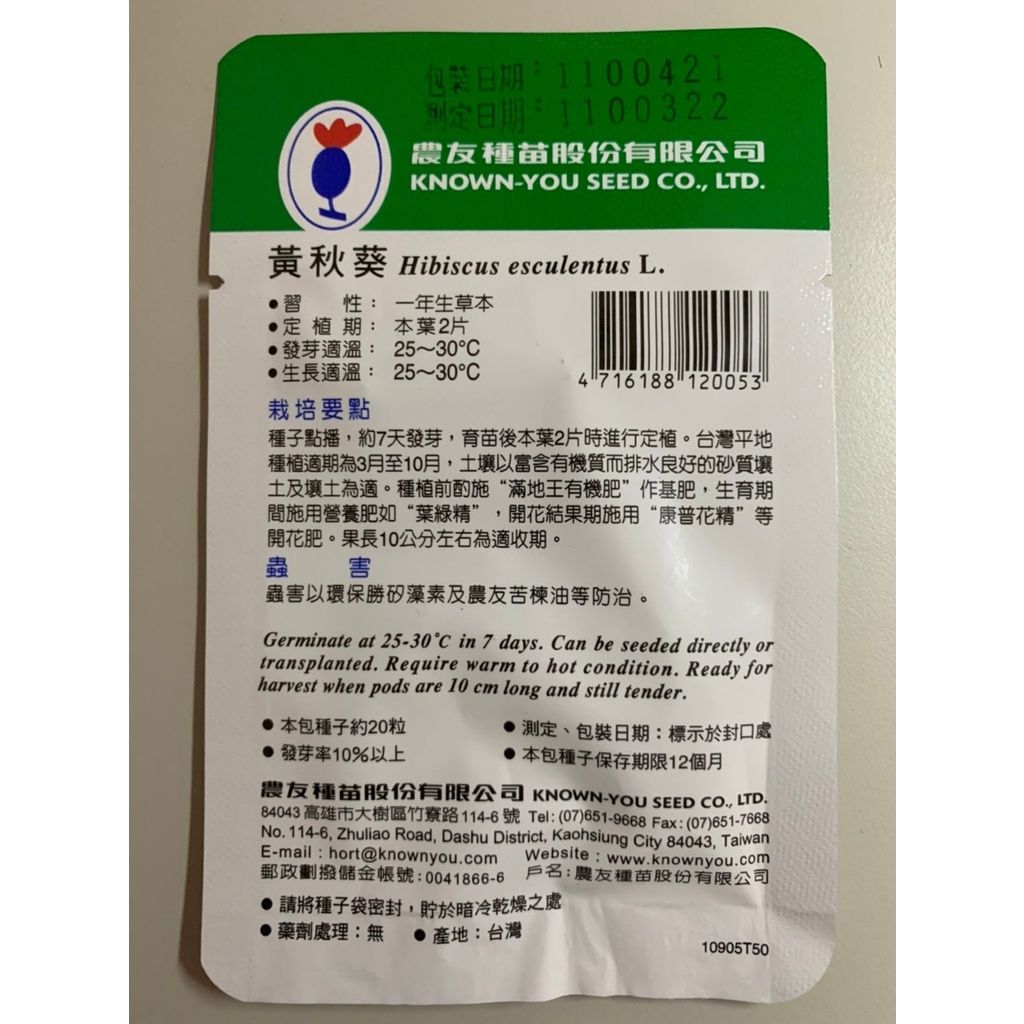 包裝日期：1100421
測定日期：1100322
農友種苗股份有限公司
KNOWN-YOU SEED CO., LTD.
黃秋葵 Hibiscus esculentus L.
●習　性： 一年生草本
●定 植 期： 本葉2片
●發芽適溫： 25～30°C
●生長適溫： 25～30°C
4 716188 120053
栽培要點
種子點播，約7天發芽，育苗後本葉2片時進行定植。台灣平地
種植適期為3月至10月，土壤以富含有機質而排水良好的砂質壤
土及壤土為適。種植前酌施“滿地王有機肥”作基肥，生育期
間施用營養肥如“葉綠精”，開花結果期施用“康普花精”等
開花肥。果長10公分左右為適收期。
蟲　害
蟲害以環保勝矽藻素及農友苦楝油等防治。
Germinate at 25-30°C in 7 days. Can be seeded directly or
transplanted. Require warm to hot condition. Ready for
harvest when pods are 10 cm long and still tender.
●本包種子約20粒 ●測定、包裝日期：標示於封口處
●發芽率10%以上 ●本包種子保存期限12個月
農友種苗股份有限公司 KNOWN-YOU SEED CO., LTD.
84043高雄市大樹區竹寮路114-6號 Tel: (07)651-9668 Fax: (07)651-7668
No. 114-6, Zhuliao Road, Dashu District, Kaohsiung City 84043, Taiwan
E-mail : hort@knownyou.com Website : www.knownyou.com
郵政劃撥儲金帳號：0041866-6 戶名：農友種苗股份有限公司
●請將種子袋密封，貯於暗冷乾燥之處
●藥劑處理：無 ●產地：台灣
10905T50